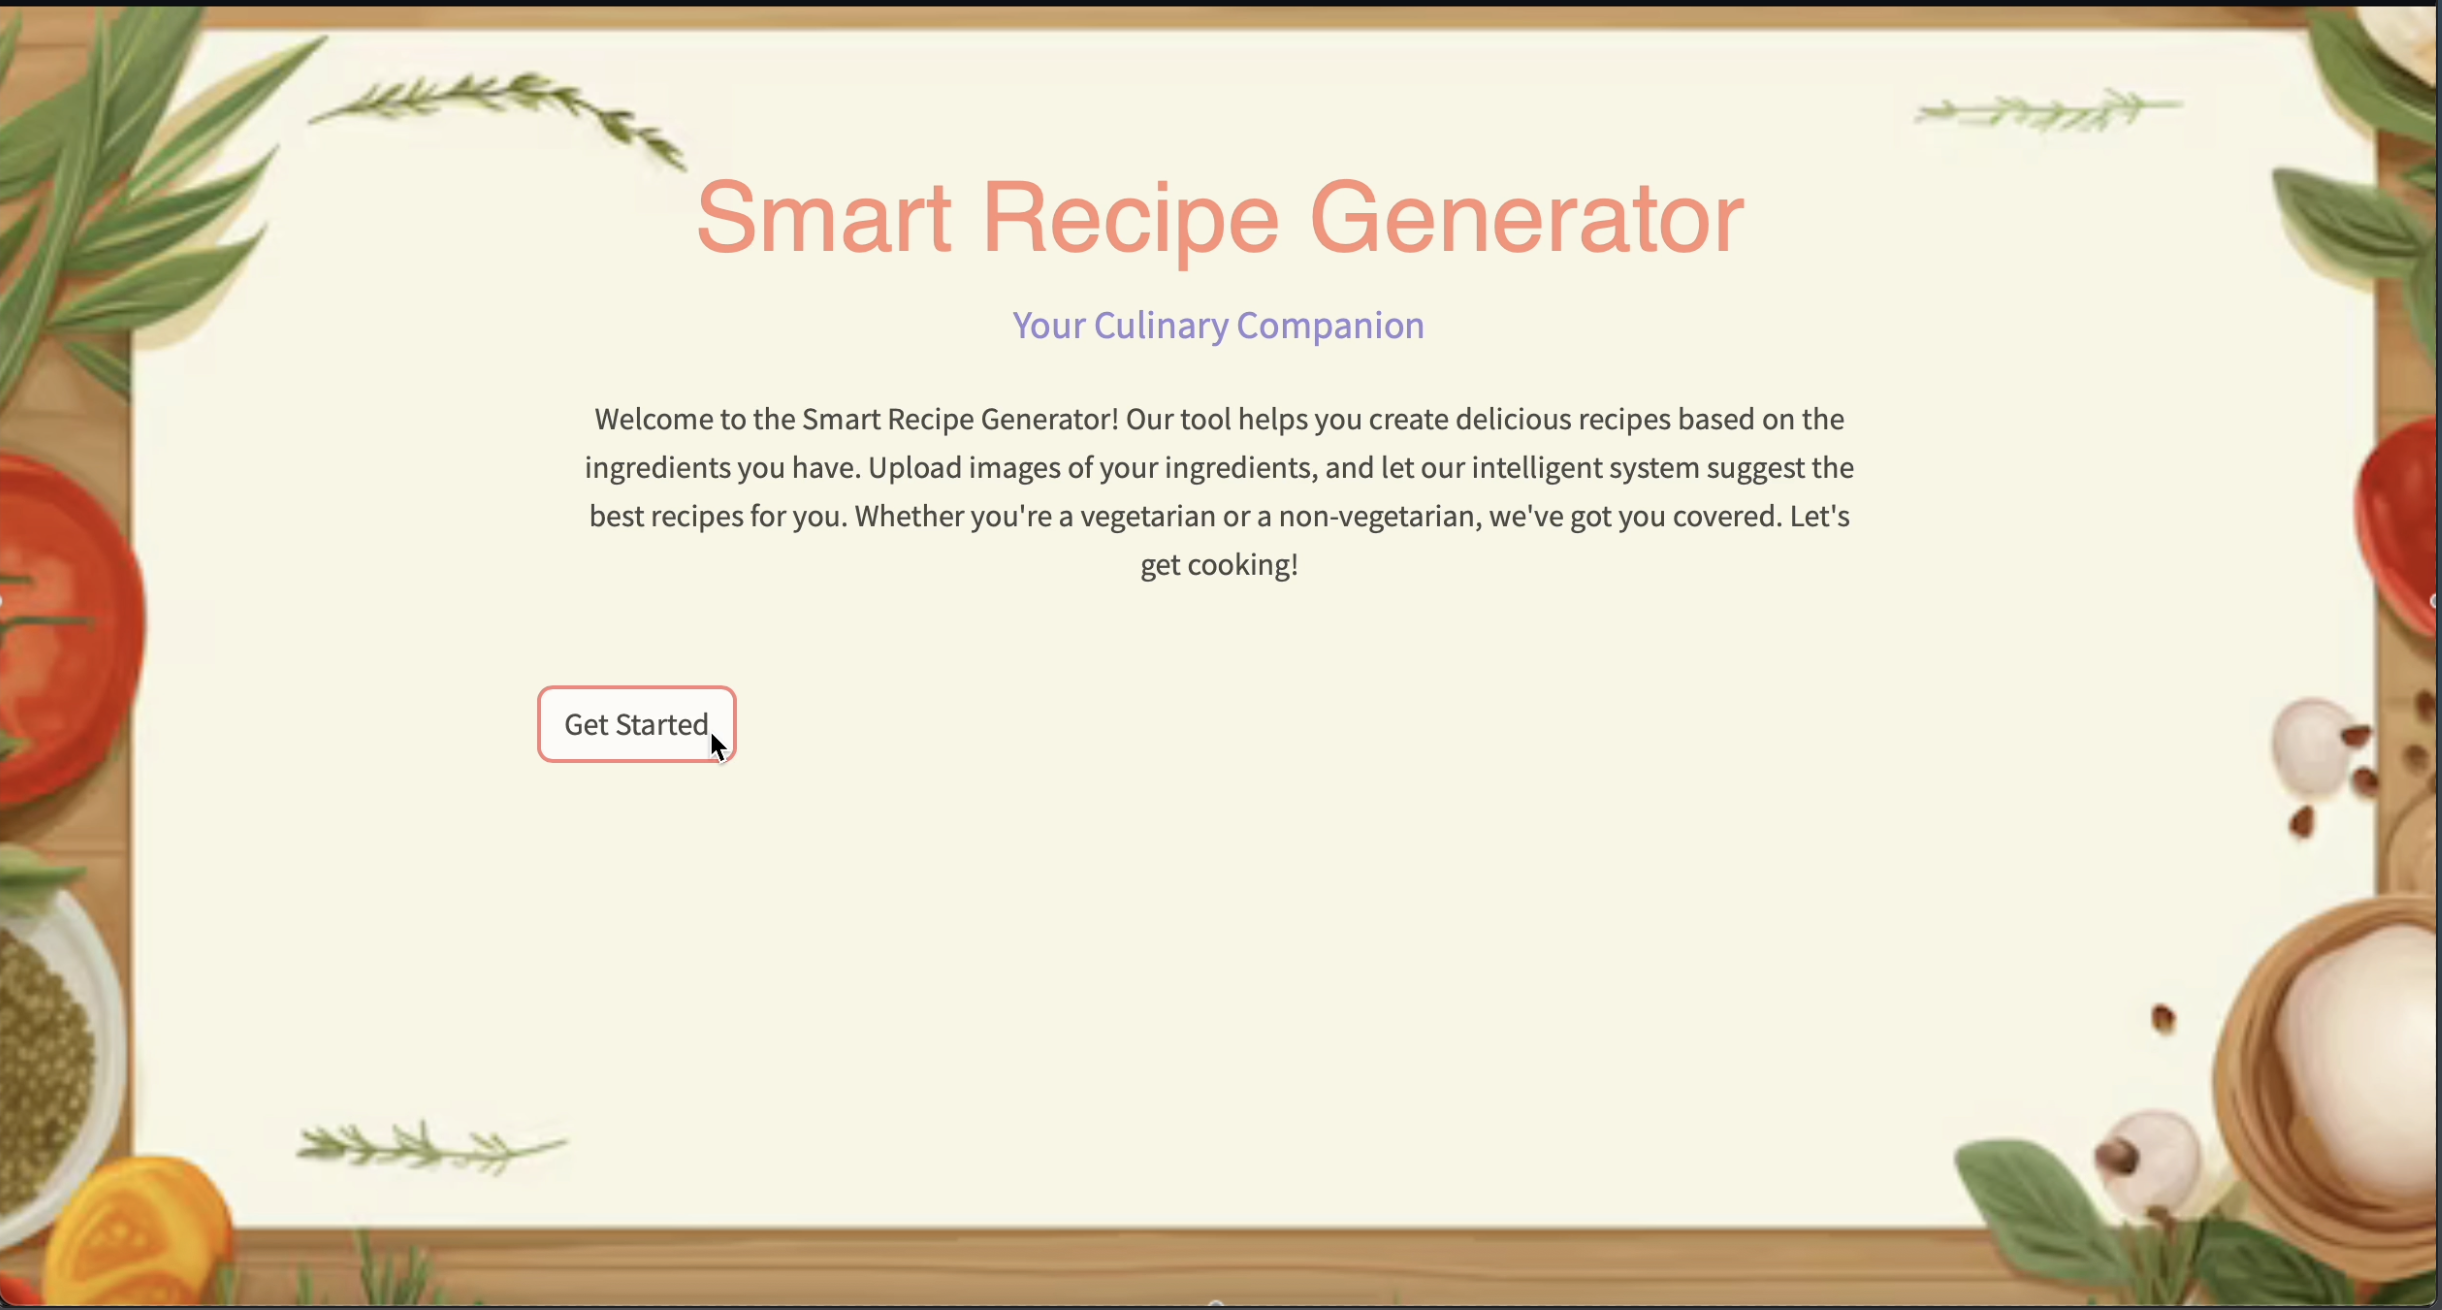 Smart Recipe Generator
Your Culinary Companion
Welcome to the Smart Recipe Generator! Our tool helps you create delicious recipes based on the
ingredients you have. Upload images of your ingredients, and let our intelligent system suggest the
best recipes for you. Whether you're a vegetarian or a non-vegetarian, we've got you covered. Let's
get cooking!
Get Started